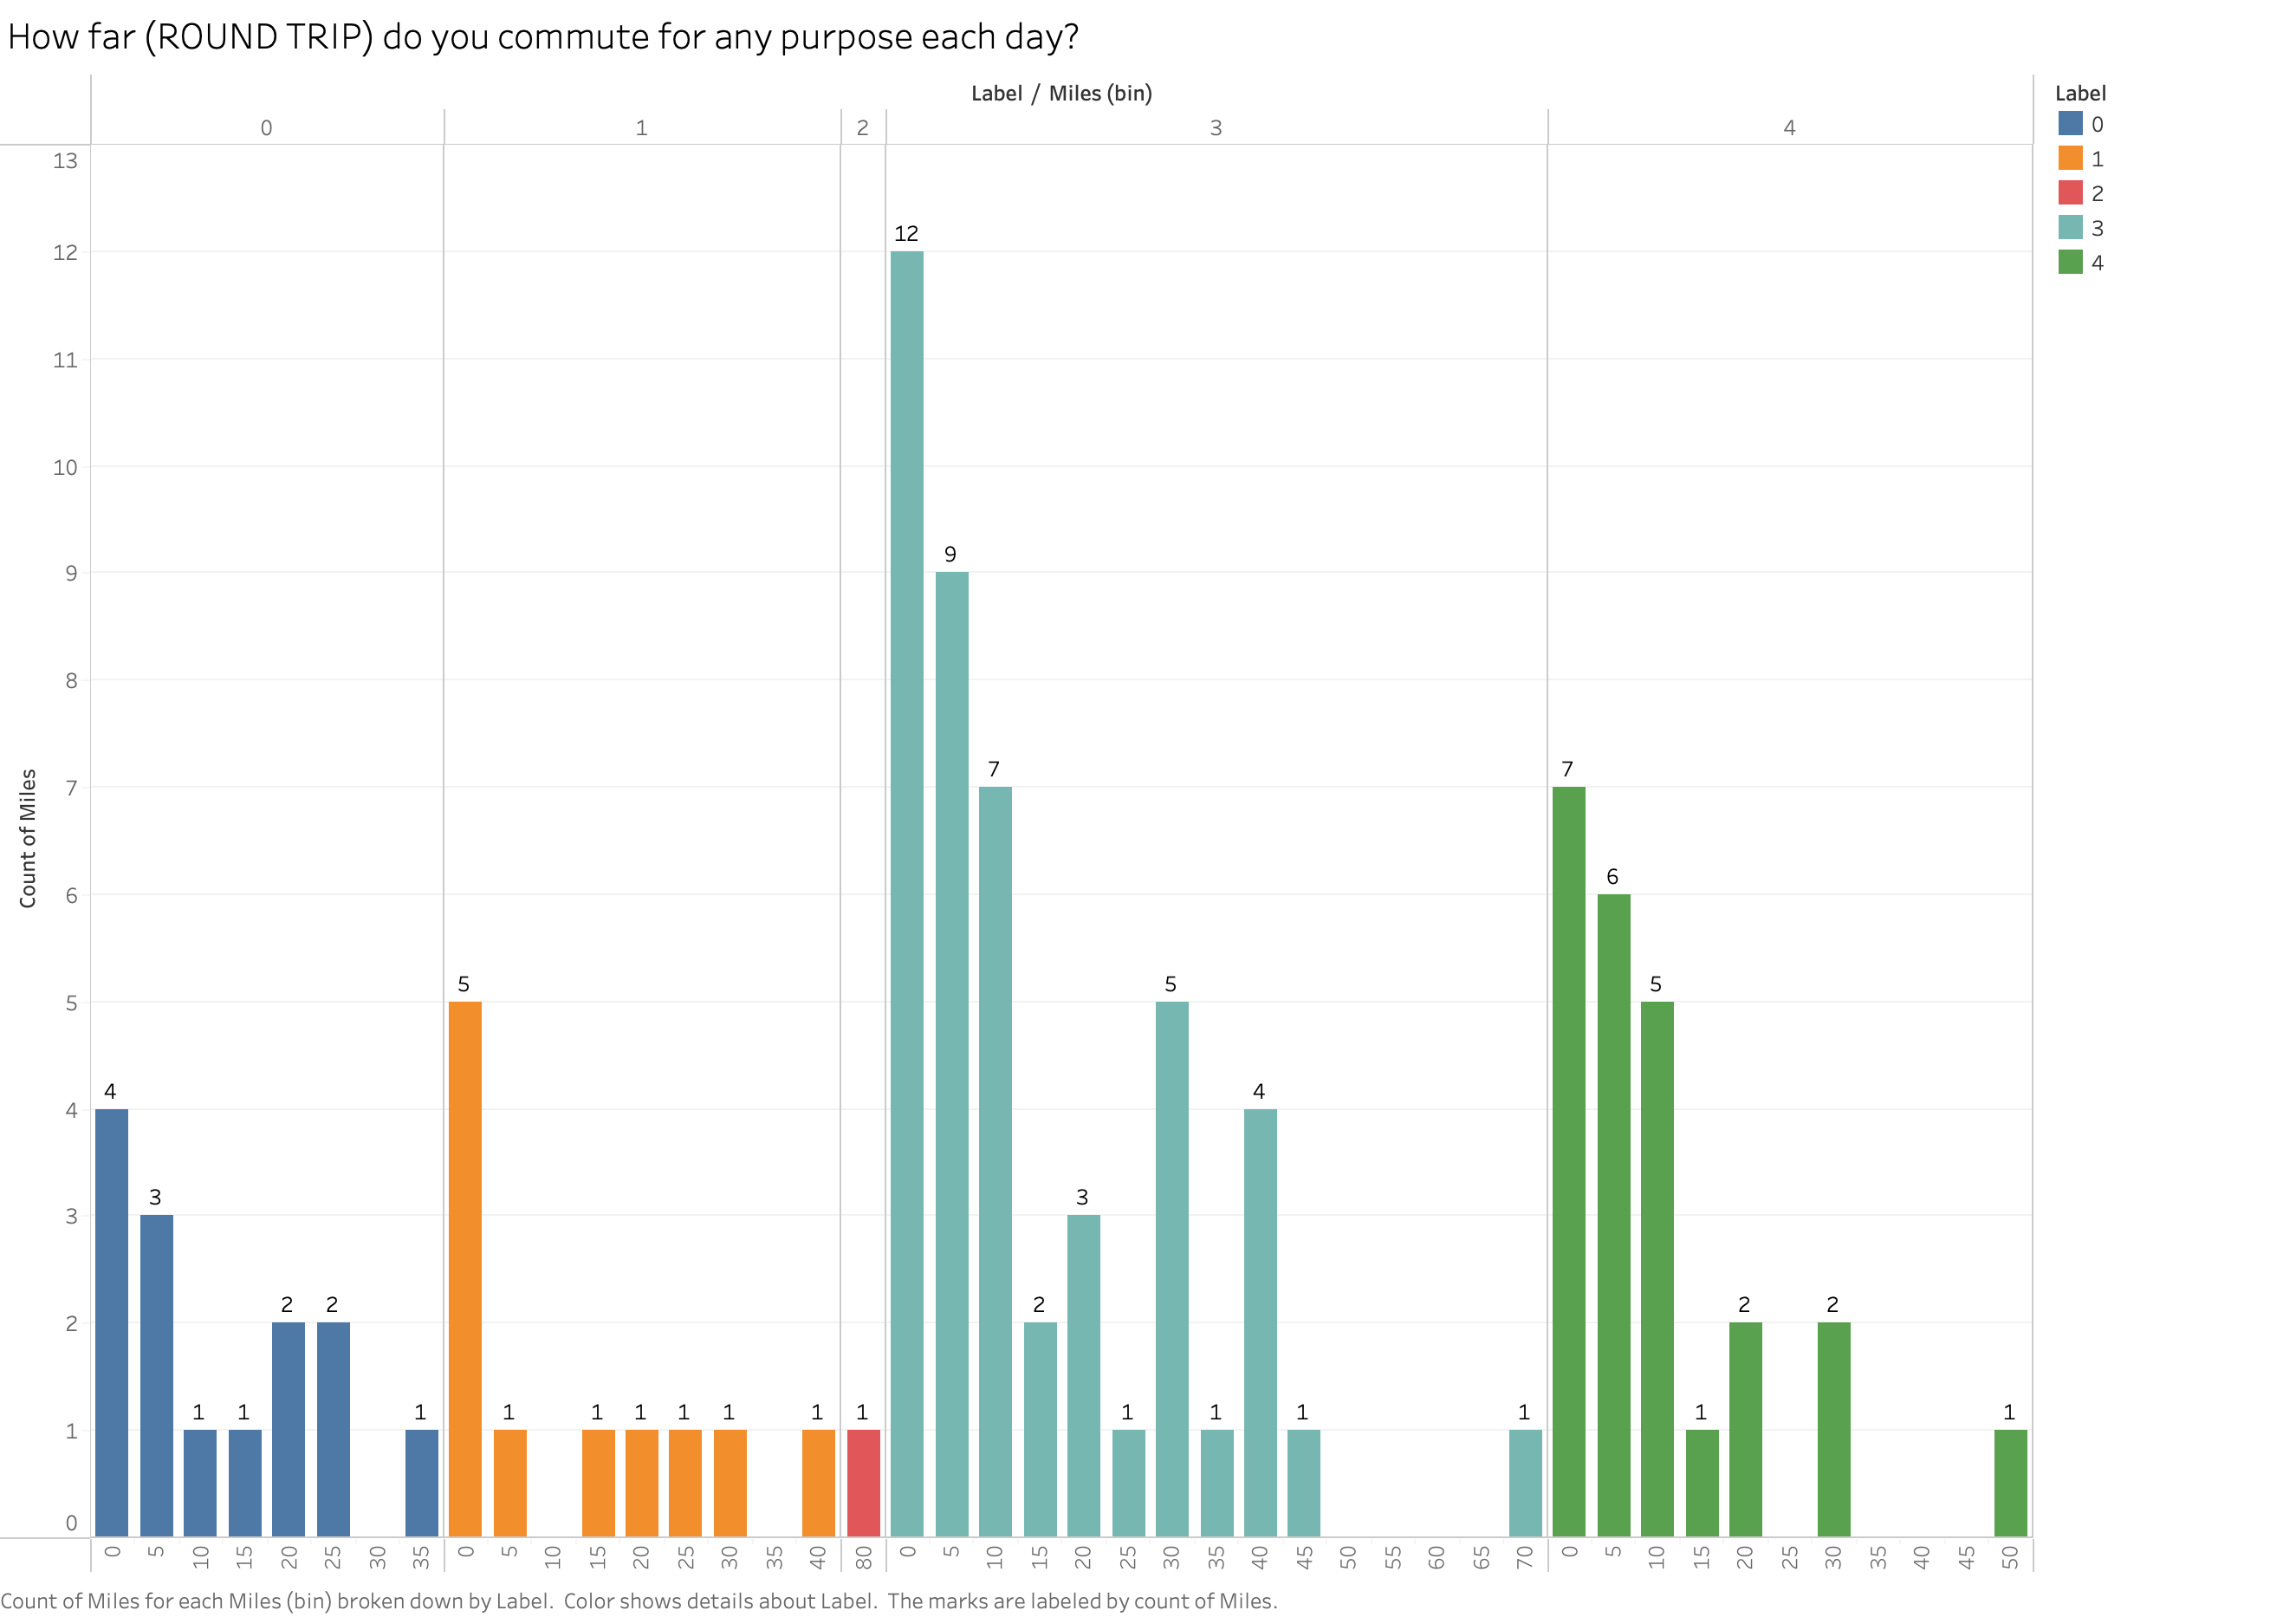 How far (ROUND TRIP) do you commute for any purpose each day?
Label / Miles (bin)
0 1 2 3 4
Label
0
1
2
3
4
Count of Miles
13
12
11
10
9
8
7
6
5
4
3
2
1
0
4 3 1 1 2 2 1
5 1 1 1 1 1 1
1
12 9 7 2 3 1 5 1 4 1 1
7 6 5 1 2 2 1
0 5 10 15 20 25 30 35 0 5 10 15 20 25 30 35 40 80 0 5 10 15 20 25 30 35 40 45 50 55 60 65 70 0 5 10 15 20 25 30 35 40 45 50
Count of Miles for each Miles (bin) broken down by Label. Color shows details about Label. The marks are labeled by count of Miles.